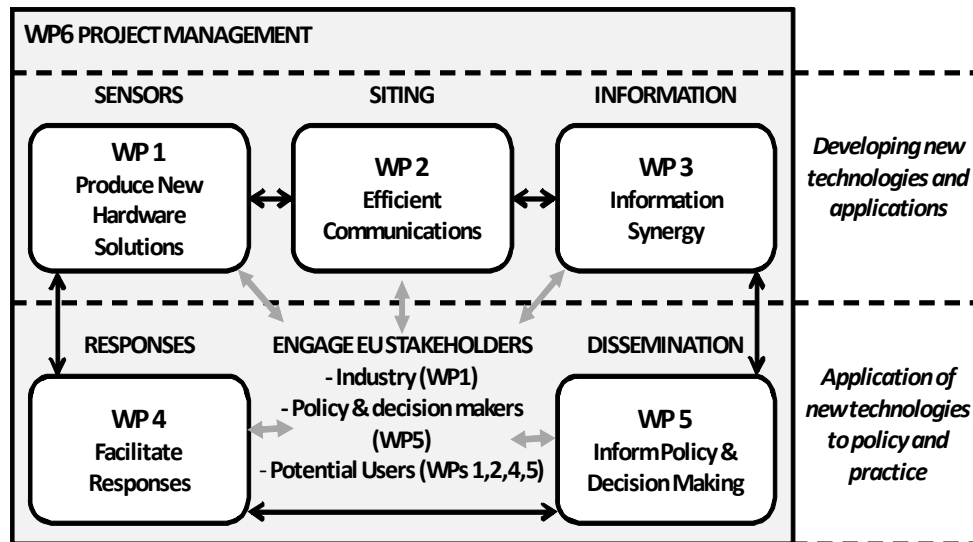 WP6 PROJECT MANAGEMENT
SENSORS
SITING
INFORMATION
WP 1
Produce New
Hardware
Solutions
WP 2
Efficient
Communications
WP 3
Information
Synergy
Developing new
technologies and
applications
RESPONSES
ENGAGE EU STAKEHOLDERS
- Industry (WP1)
- Policy & decision makers
(WP5)
- Potential Users (WPs 1,2,4,5)
DISSEMINATION
WP 4
Facilitate
Responses
WP 5
Inform Policy &
Decision Making
Application of
new technologies
to policy and
practice